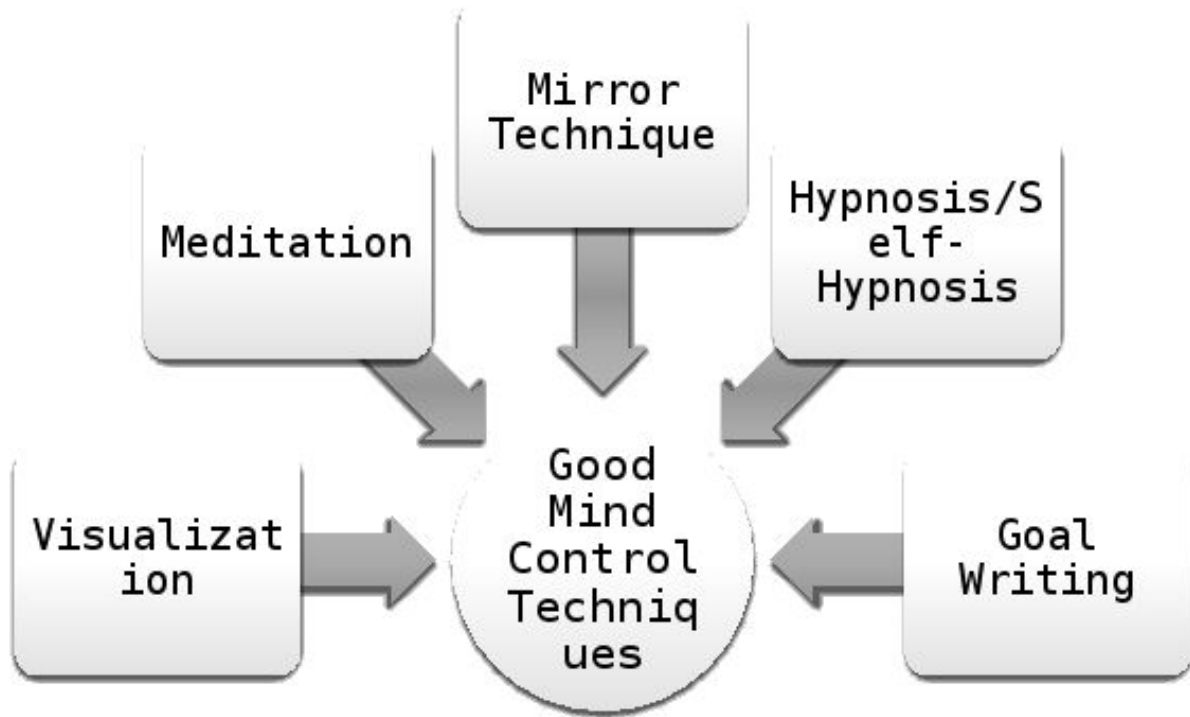 Mirror
Technique
Meditation
Hypnosis/S
elf-
Hypnosis
Visualizat
ion
Good
Mind
Control
Techniq
ues
Goal
Writing